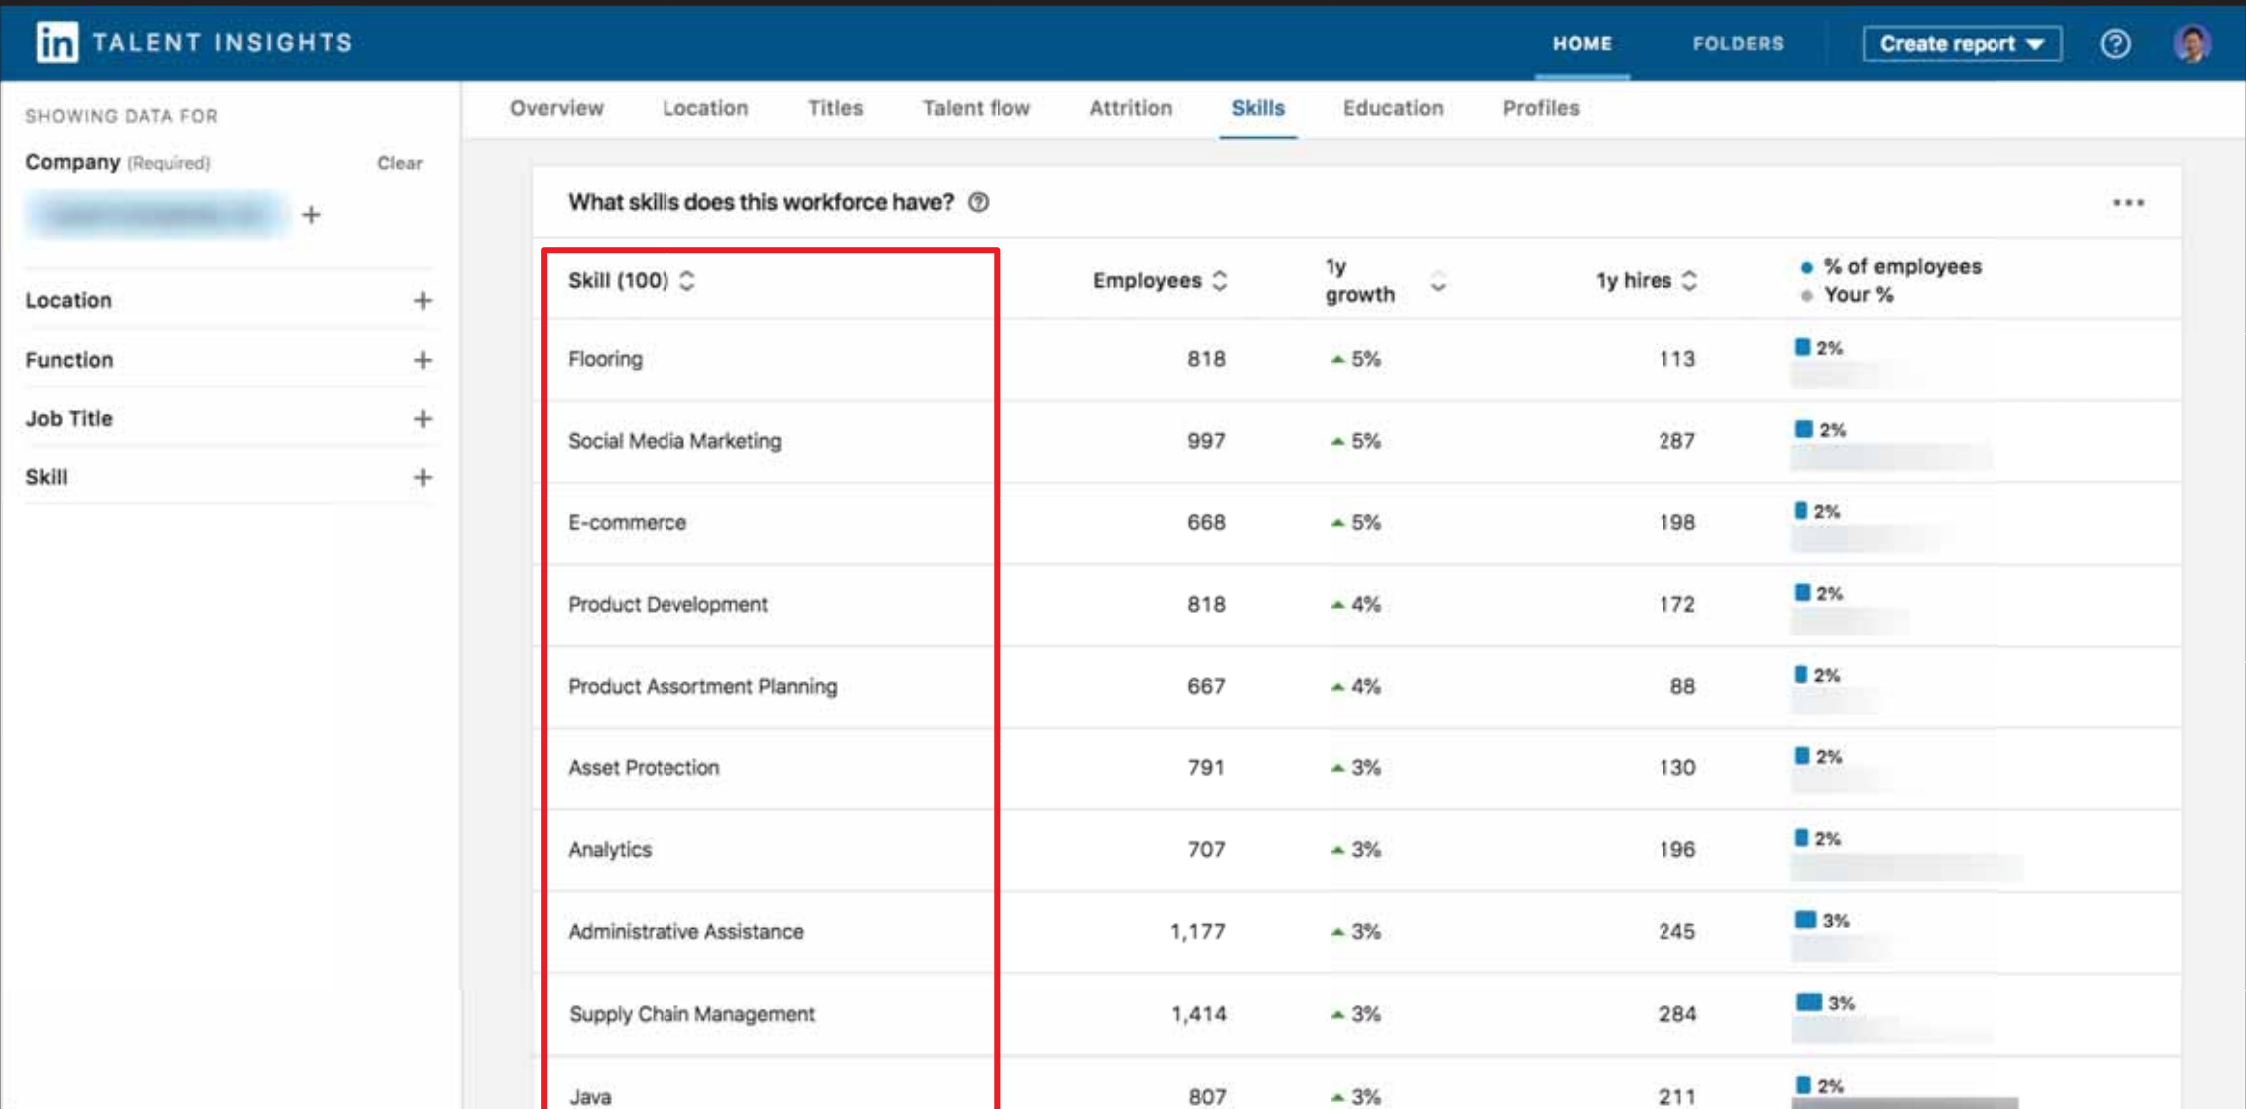 in TALENT INSIGHTS
HOME
FOLDERS
Create report
?
SHOWING DATA FOR
Company (Required)
Clear
+
Location +
Function +
Job Title +
Skill +
Overview
Location
Titles
Talent flow
Attrition
Skills
Education
Profiles
What skills does this workforce have? ?
Skill (100)
Employees
1y
growth
1y hires
% of employees
Your %
Flooring 818 5% 113 2%
Social Media Marketing 997 5% 287 2%
E-commerce 668 5% 198 2%
Product Development 818 4% 172 2%
Product Assortment Planning 667 4% 88 2%
Asset Protection 791 3% 130 2%
Analytics 707 3% 196 2%
Administrative Assistance 1,177 3% 245 3%
Supply Chain Management 1,414 3% 284 3%
Java 807 3% 211 2%